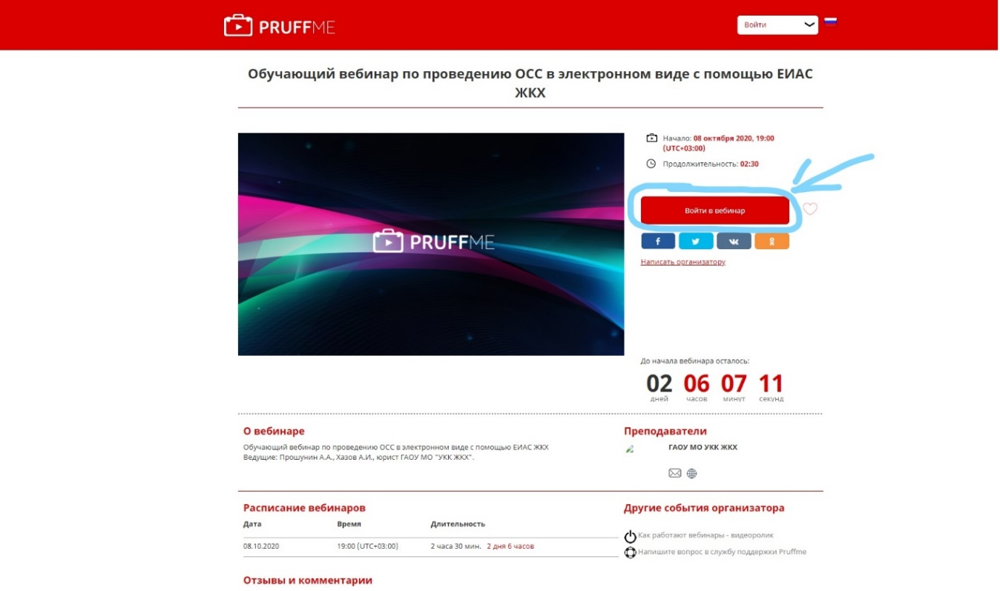 PRUFFME
Войти
Обучающий вебинар по проведению ОСС в электронном виде с помощью ЕИАС
ЖКХ
PRUFFME
Начало: 08 октября 2020, 19:00
(UTC+03:00)
Продолжительность: 02:30
Войти в вебинар
Написать организатору
До начала вебинара осталось:
02 06 07 11
дней часов минут секунд
О вебинаре
Обучающий вебинар по проведению ОСС в электронном виде с помощью ЕИАС ЖКХ
Ведущие: Прошунин А.А., Хазов А.И., юрист ГАОУ МО "УКК ЖКХ".
Преподаватели
ГАОУ МО УКК ЖКХ
Расписание вебинаров
Дата Время Длительность
08.10.2020 19:00 (UTC+03:00) 2 часа 30 мин. 2 дня 6 часов
Другие события организатора
Как работают вебинары - видеоролик
Напишите вопрос в службу поддержки Pruffme
Отзывы и комментарии